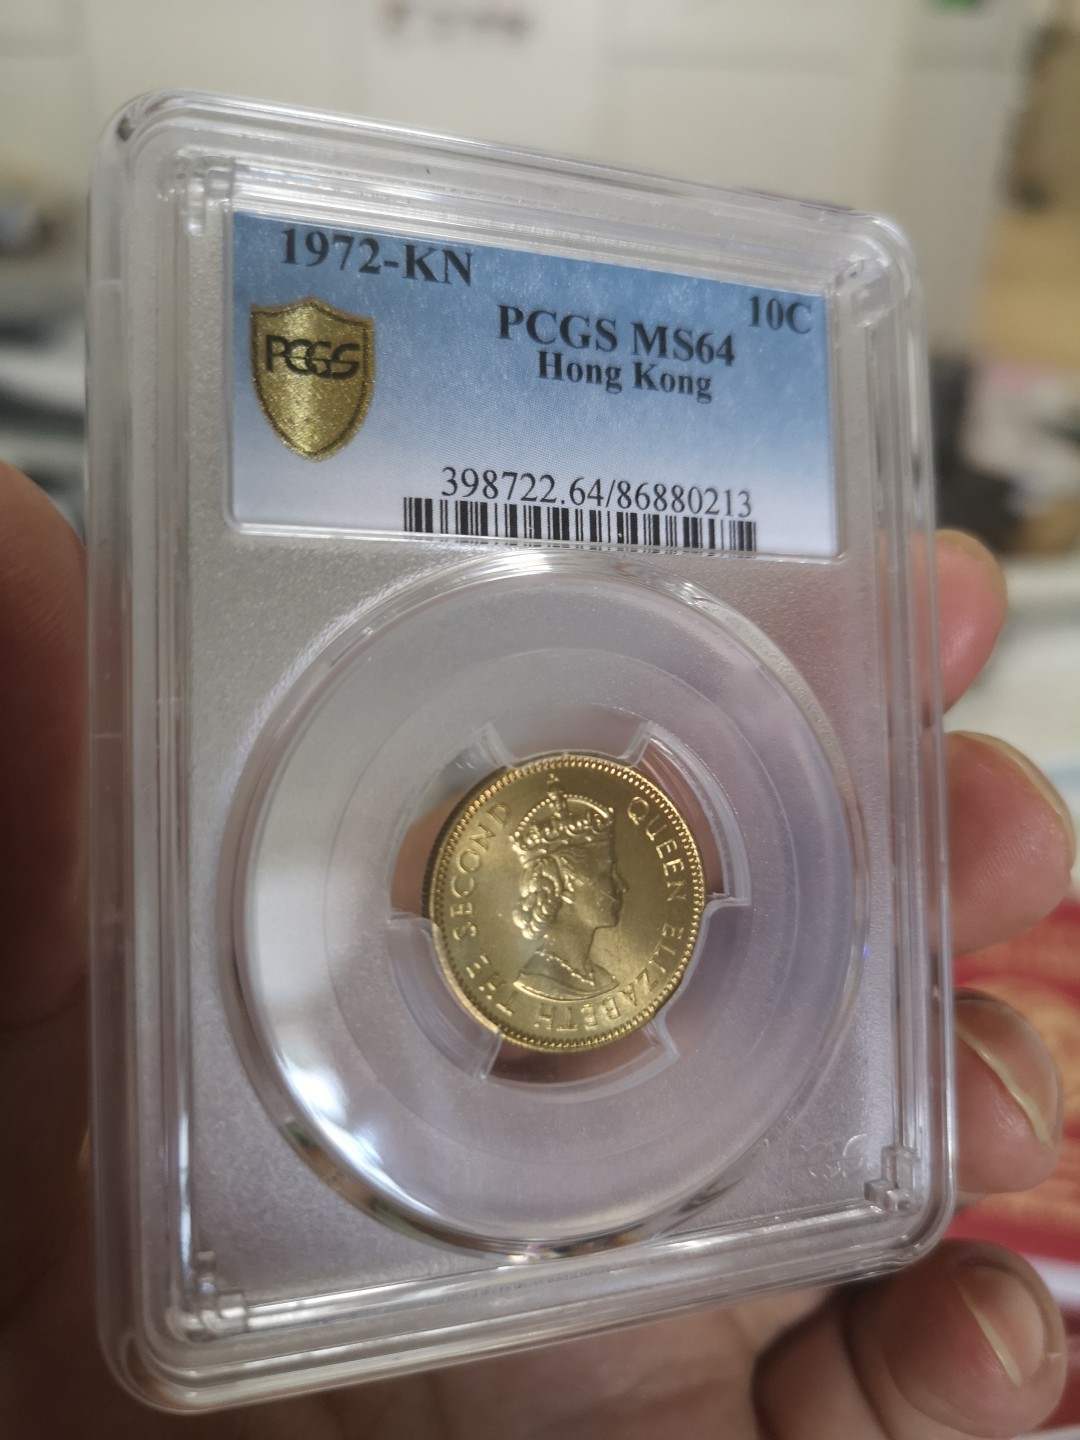 1972-KN
10C
PCGS MS64
Hong Kong
PCGS
398722.64/86880213
QUEEN ELIZABETH THE SECOND